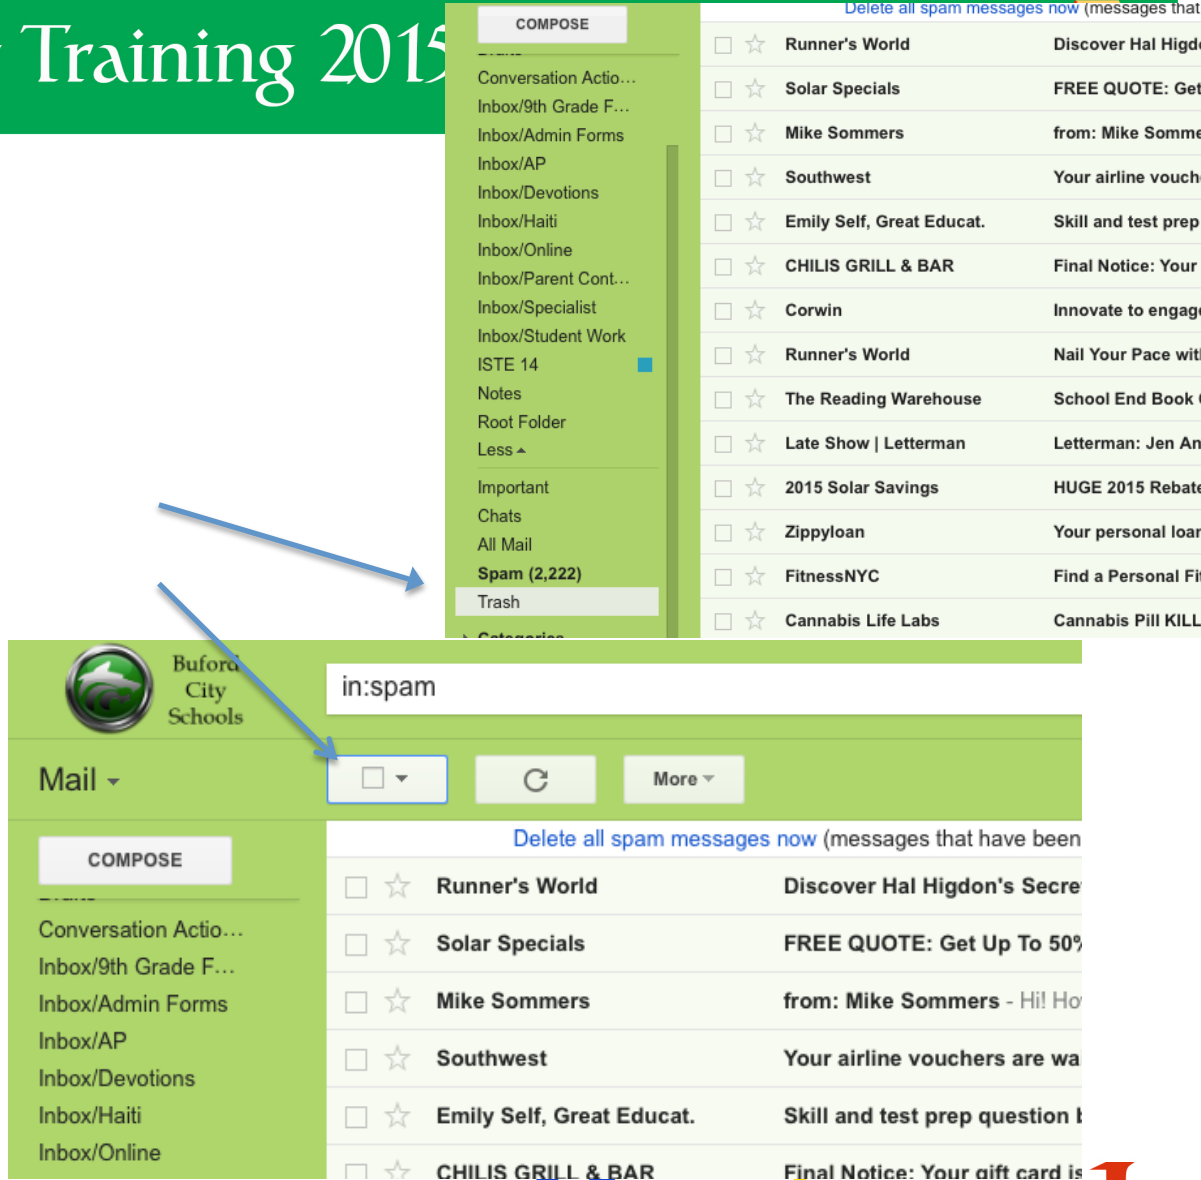 Training 2015
COMPOSE
Conversation Actio...
Inbox/9th Grade F...
Inbox/Admin Forms
Inbox/AP
Inbox/Devotions
Inbox/Haiti
Inbox/Online
Inbox/Parent Cont...
Inbox/Specialist
Inbox/Student Work
ISTE 14
Notes
Root Folder
Less
Important
Chats
All Mail
Spam (2,222)
Trash
Categories
Delete all spam messages now (messages that
Runner's World Discover Hal Higd
Solar Specials FREE QUOTE: Get
Mike Sommers from: Mike Somme
Southwest Your airline vouch
Emily Self, Great Educat. Skill and test prep
CHILIS GRILL & BAR Final Notice: Your
Corwin Innovate to engag
Runner's World Nail Your Pace wit
The Reading Warehouse School End Book
Late Show | Letterman Letterman: Jen An
2015 Solar Savings HUGE 2015 Rebate
Zippyloan Your personal loan
FitnessNYC Find a Personal Fi
Cannabis Life Labs Cannabis Pill KILL
Buford
City
Schools
in:spam
Mail
More
COMPOSE
Conversation Actio...
Inbox/9th Grade F...
Inbox/Admin Forms
Inbox/AP
Inbox/Devotions
Inbox/Haiti
Inbox/Online
Delete all spam messages now (messages that have been
Runner's World Discover Hal Higdon's Secre
Solar Specials FREE QUOTE: Get Up To 50%
Mike Sommers from: Mike Sommers - Hi! Ho
Southwest Your airline vouchers are wa
Emily Self, Great Educat. Skill and test prep question
CHILIS GRILL & BAR Final Notice: Your gift card is